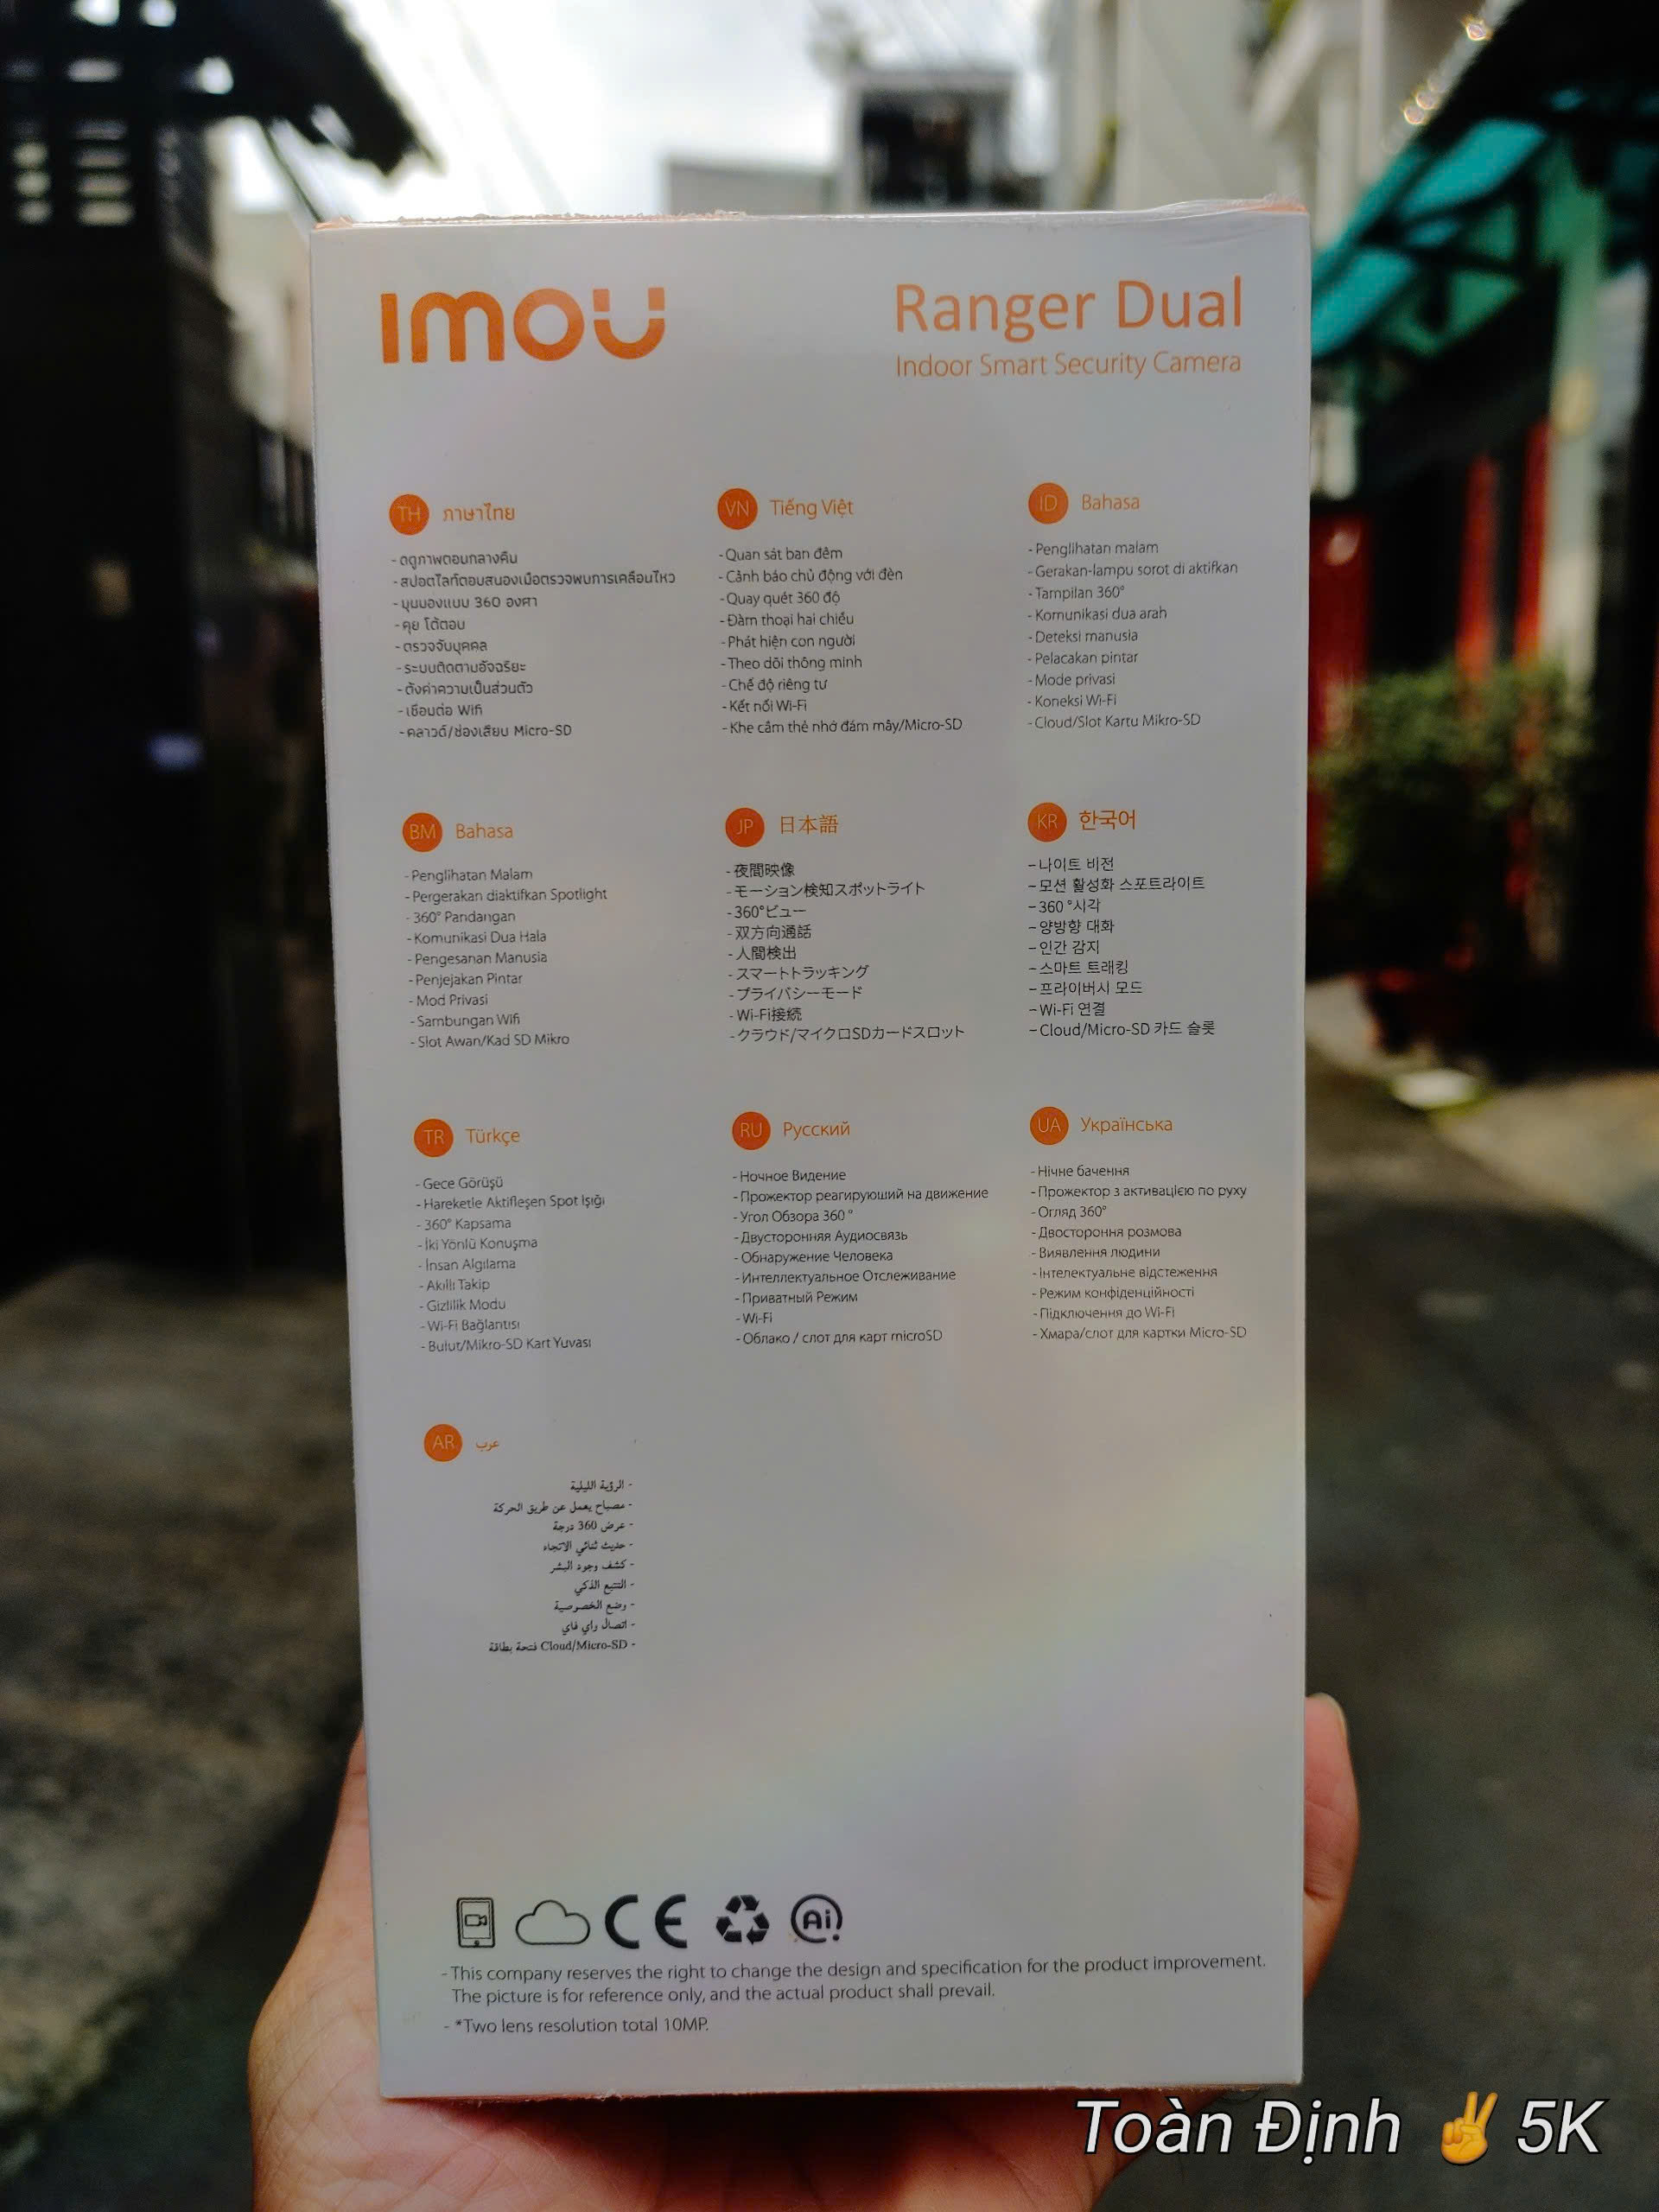 imou
Ranger Dual
Indoor Smart Security Camera
TH ภาษาไทย
- ดดูภาพตอบกลางคืน
- สปอตไลท์ตอบสนองเมื่อตรวจพบการเคลื่อนไหว
- มุมมองแบบ 360 องศา
- คุย โต้ตอบ
- ตรวจจับบุคคล
- ระบบติดตามอัจฉริยะ
- ตั้งค่าความเป็นส่วนตัว
- เชื่อมต่อ Wifi
- คลาวด์/ช่องเสียบ Micro-SD
VN Tiếng Việt
- Quan sát ban đêm
- Cảnh báo chủ động với đèn
- Quay quét 360 độ
- Đàm thoại hai chiều
- Phát hiện con người
- Theo dõi thông minh
- Chế độ riêng tư
- Kết nối Wi-Fi
- Khe cắm thẻ nhớ đám mây/Micro-SD
ID Bahasa
- Penglihatan malam
- Gerakan-lampu sorot di aktifkan
- Tampilan 360°
- Komunikasi dua arah
- Deteksi manusia
- Pelacakan pintar
- Mode privasi
- Koneksi Wi-Fi
- Cloud/Slot Kartu Mikro-SD
BM Bahasa
- Penglihatan Malam
- Pergerakan diaktifkan Spotlight
- 360° Pandangan
- Komunikasi Dua Hala
- Pengesanan Manusia
- Penjejakan Pintar
- Mod Privasi
- Sambungan Wifi
- Slot Awan/Kad SD Mikro
JP 日本語
- 夜間映像
- モーション検知スポットライト
- 360°ビュー
- 双方向通話
- 人間検出
- スマートトラッキング
- プライバシーモード
- Wi-Fi接続
- クラウド/マイクロSDカードスロット
KR 한국어
- 나이트 비전
- 모션 활성화 스포트라이트
- 360 °시각
- 양방향 대화
- 인간 감지
- 스마트 트래킹
- 프라이버시 모드
- Wi-Fi 연결
- Cloud/Micro-SD 카드 슬롯
TR Türkçe
- Gece Görüşü
- Hareketle Aktifleşen Spot Işığı
- 360° Kapsama
- İki Yönlü Konuşma
- İnsan Algılama
- Akıllı Takip
- Gizlilik Modu
- Wi-Fi Bağlantısı
- Bulut/Mikro-SD Kart Yuvası
RU Русский
- Ночное Видение
- Прожектор реагируюший на движение
- Угол Обзора 360 °
- Двусторонняя Аудиосвязь
- Обнаружение Человека
- Интеллектуальное Отслеживание
- Приватный Режим
- Wi-Fi
- Облако / слот для карт microSD
UA Українська
- Нічне бачення
- Прожектор з активацією по руху
- Огляд 360°
- Двостороння розмова
- Виявлення людини
- Інтелектуальне відстеження
- Режим конфіденційності
- Підключення до Wi-Fi
- Хмара/слот для картки Micro-SD
AR عرب
- الرؤية الليلية
- مصباح يعمل عن طريق الحركة
- عرض 360 درجة
- حديث ثنائي الاتجاه
- كشف وجود البشر
- التتبع الذكي
- وضع الخصوصية
- اتصال واي فاي
- Cloud/Micro-SD فتحة بطاقة
CE Ai
- This company reserves the right to change the design and specification for the product improvement.
The picture is for reference only, and the actual product shall prevail.
- *Two lens resolution total 10MP.
Toàn Định ✌ 5K